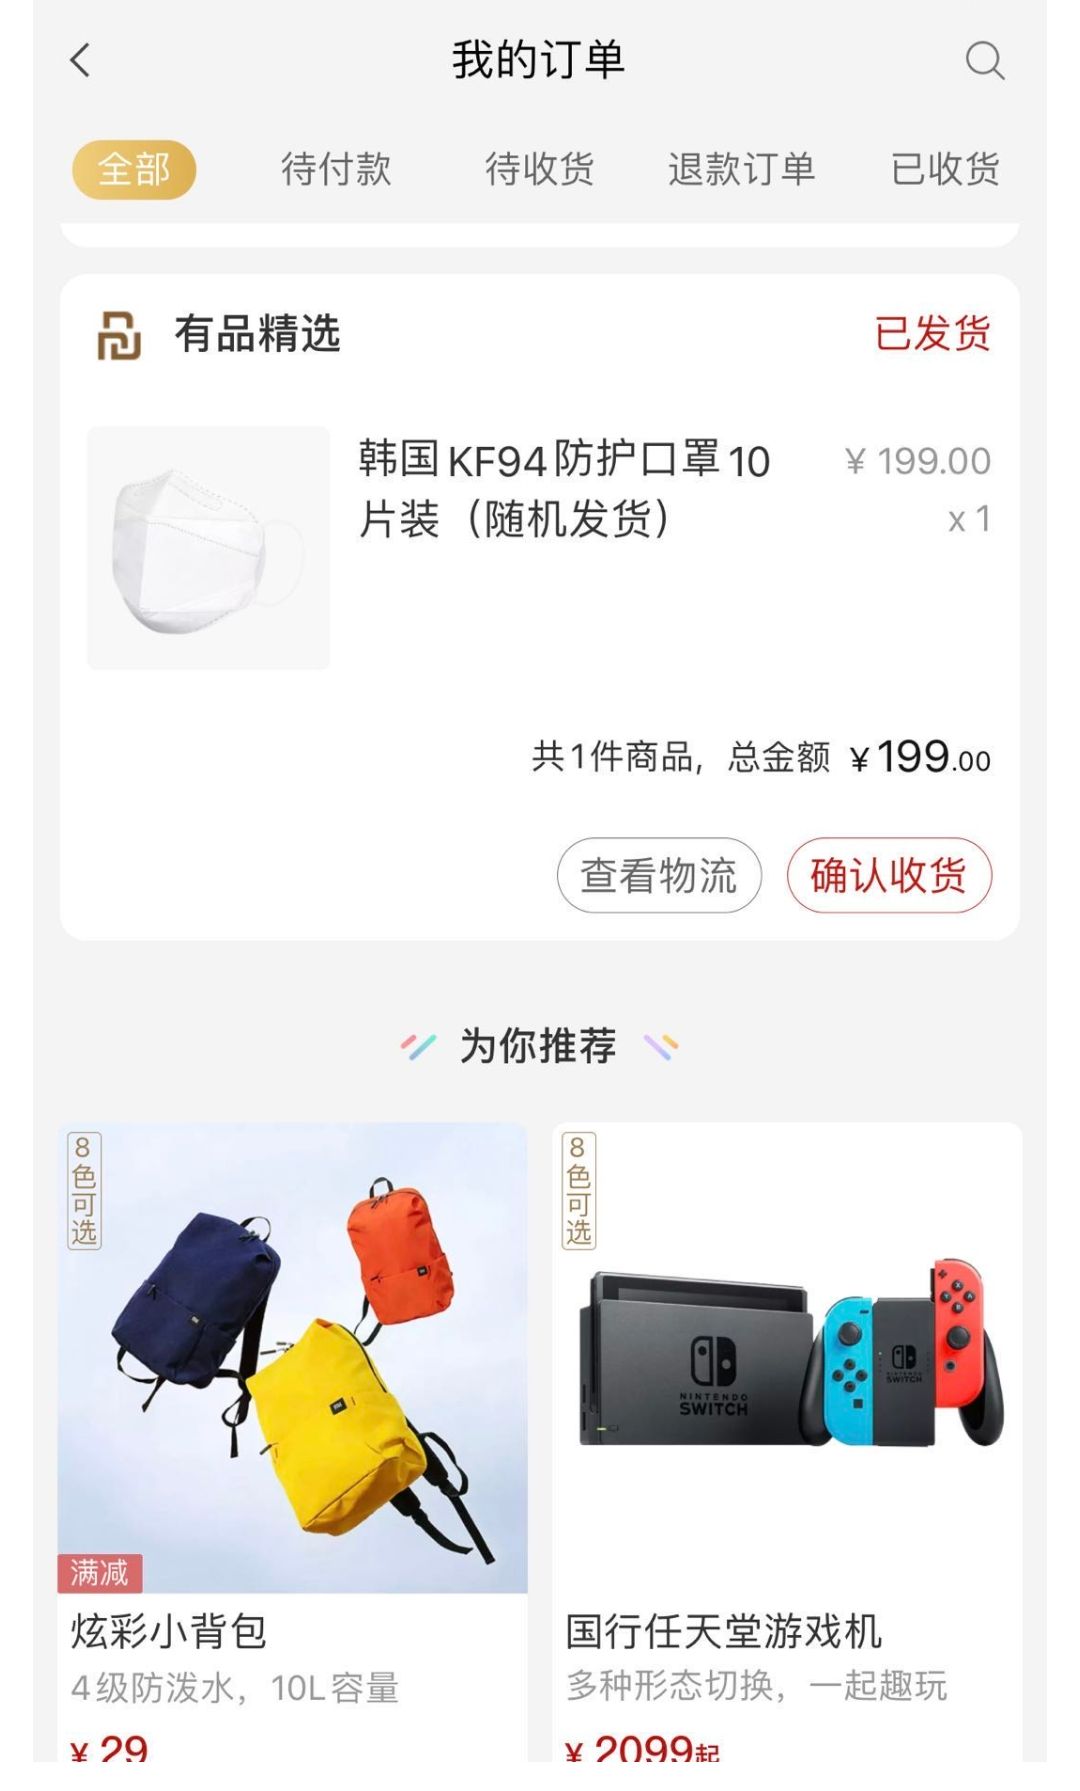 我的订单
全部 待付款 待收货 退款订单 已收货
有品精选 已发货
韩国KF94防护口罩10 ¥ 199.00
片装（随机发货） x 1
共1件商品，总金额 ¥199.00
查看物流 确认收货
为你推荐
8色可选
8色可选
NINTENDO
SWITCH
NINTENDO
SWITCH
满减
炫彩小背包
4级防泼水，10L容量
¥ 29
国行任天堂游戏机
多种形态切换，一起趣玩
¥ 2099起